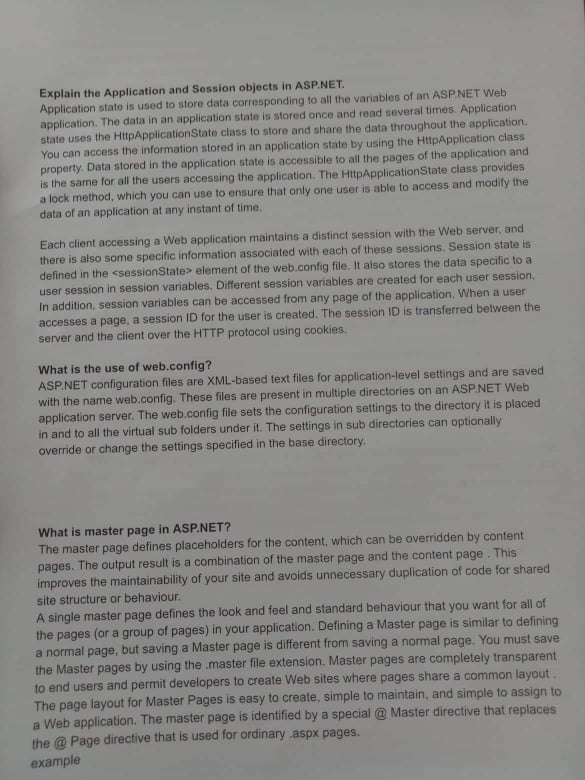 Explain the Application and Session objects in ASP.NET.
Application state is used to store data corresponding to all the variables of an ASP.NET Web
application. The data in an application state is stored once and read several times. Application
state uses the HttpApplicationState class to store and share the data throughout the application.
You can access the information stored in an application state by using the HttpApplication class
property. Data stored in the application state is accessible to all the pages of the application and
is the same for all the users accessing the application. The HttpApplicationState class provides
a lock method, which you can use to ensure that only one user is able to access and modify the
data of an application at any instant of time.
Each client accessing a Web application maintains a distinct session with the Web server, and
there is also some specific information associated with each of these sessions. Session state is
defined in the <sessionState> element of the web.config file. It also stores the data specific to a
user session in session variables. Different session variables are created for each user session.
In addition, session variables can be accessed from any page of the application. When a user
accesses a page, a session ID for the user is created. The session ID is transferred between the
server and the client over the HTTP protocol using cookies.
What is the use of web.config?
ASP.NET configuration files are XML-based text files for application-level settings and are saved
with the name web.config. These files are present in multiple directories on an ASP.NET Web
application server. The web.config file sets the configuration settings to the directory it is placed
in and to all the virtual sub folders under it. The settings in sub directories can optionally
override or change the settings specified in the base directory.
What is master page in ASP.NET?
The master page defines placeholders for the content, which can be overridden by content
pages. The output result is a combination of the master page and the content page . This
improves the maintainability of your site and avoids unnecessary duplication of code for shared
site structure or behaviour.
A single master page defines the look and feel and standard behaviour that you want for all of
the pages (or a group of pages) in your application. Defining a Master page is similar to defining
a normal page, but saving a Master page is different from saving a normal page. You must save
the Master pages by using the .master file extension. Master pages are completely transparent
to end users and permit developers to create Web sites where pages share a common layout .
The page layout for Master Pages is easy to create, simple to maintain, and simple to assign to
a Web application. The master page is identified by a special @ Master directive that replaces
the @ Page directive that is used for ordinary .aspx pages.
example